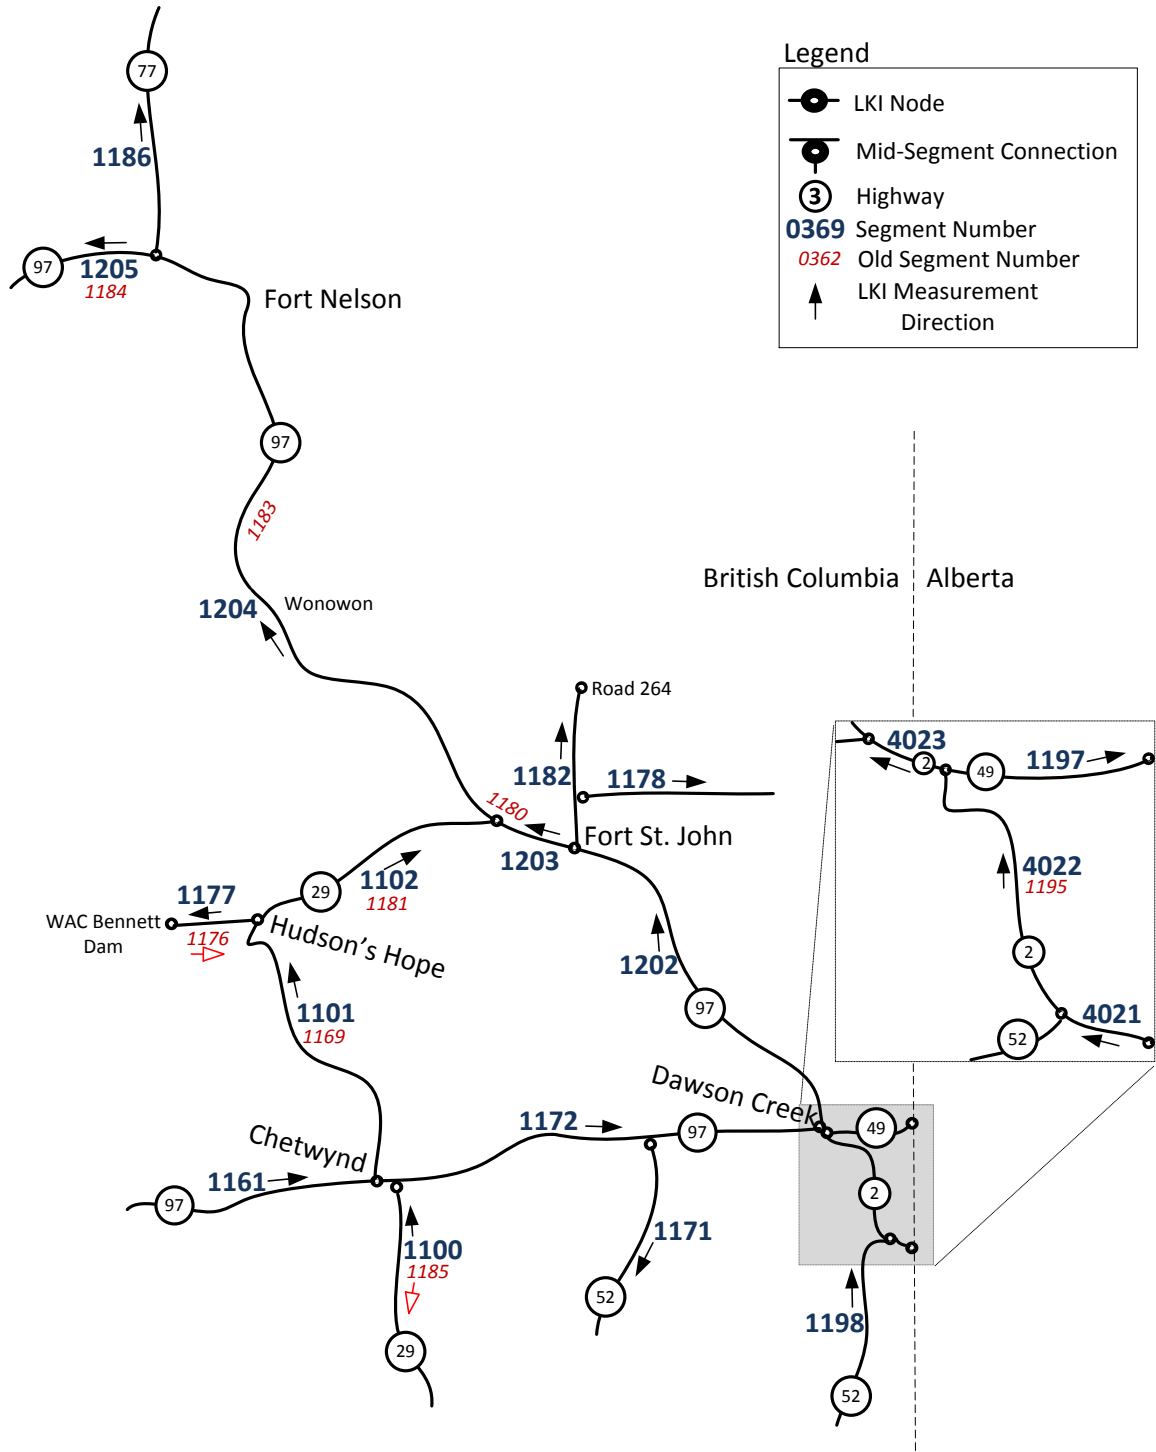 77
Legend
LKI Node
1186
Mid-Segment Connection
3 Highway
0369 Segment Number
97
1205
0362 Old Segment Number
1184
LKI Measurement
Direction
Fort Nelson
97
1183
British Columbia
Alberta
1204
Wonowon
Road 264
4023
2
49
1197
1182
1178
1180
Fort St. John
1203
4022
1195
1102
1181
29
1177
WAC Bennett
Dam
1176
Hudson's Hope
2
1202
97
1101
1169
4021
52
Dawson Creek
1172
97
49
Chetwynd
1161
97
2
1100
1185
1171
52
1198
29
52